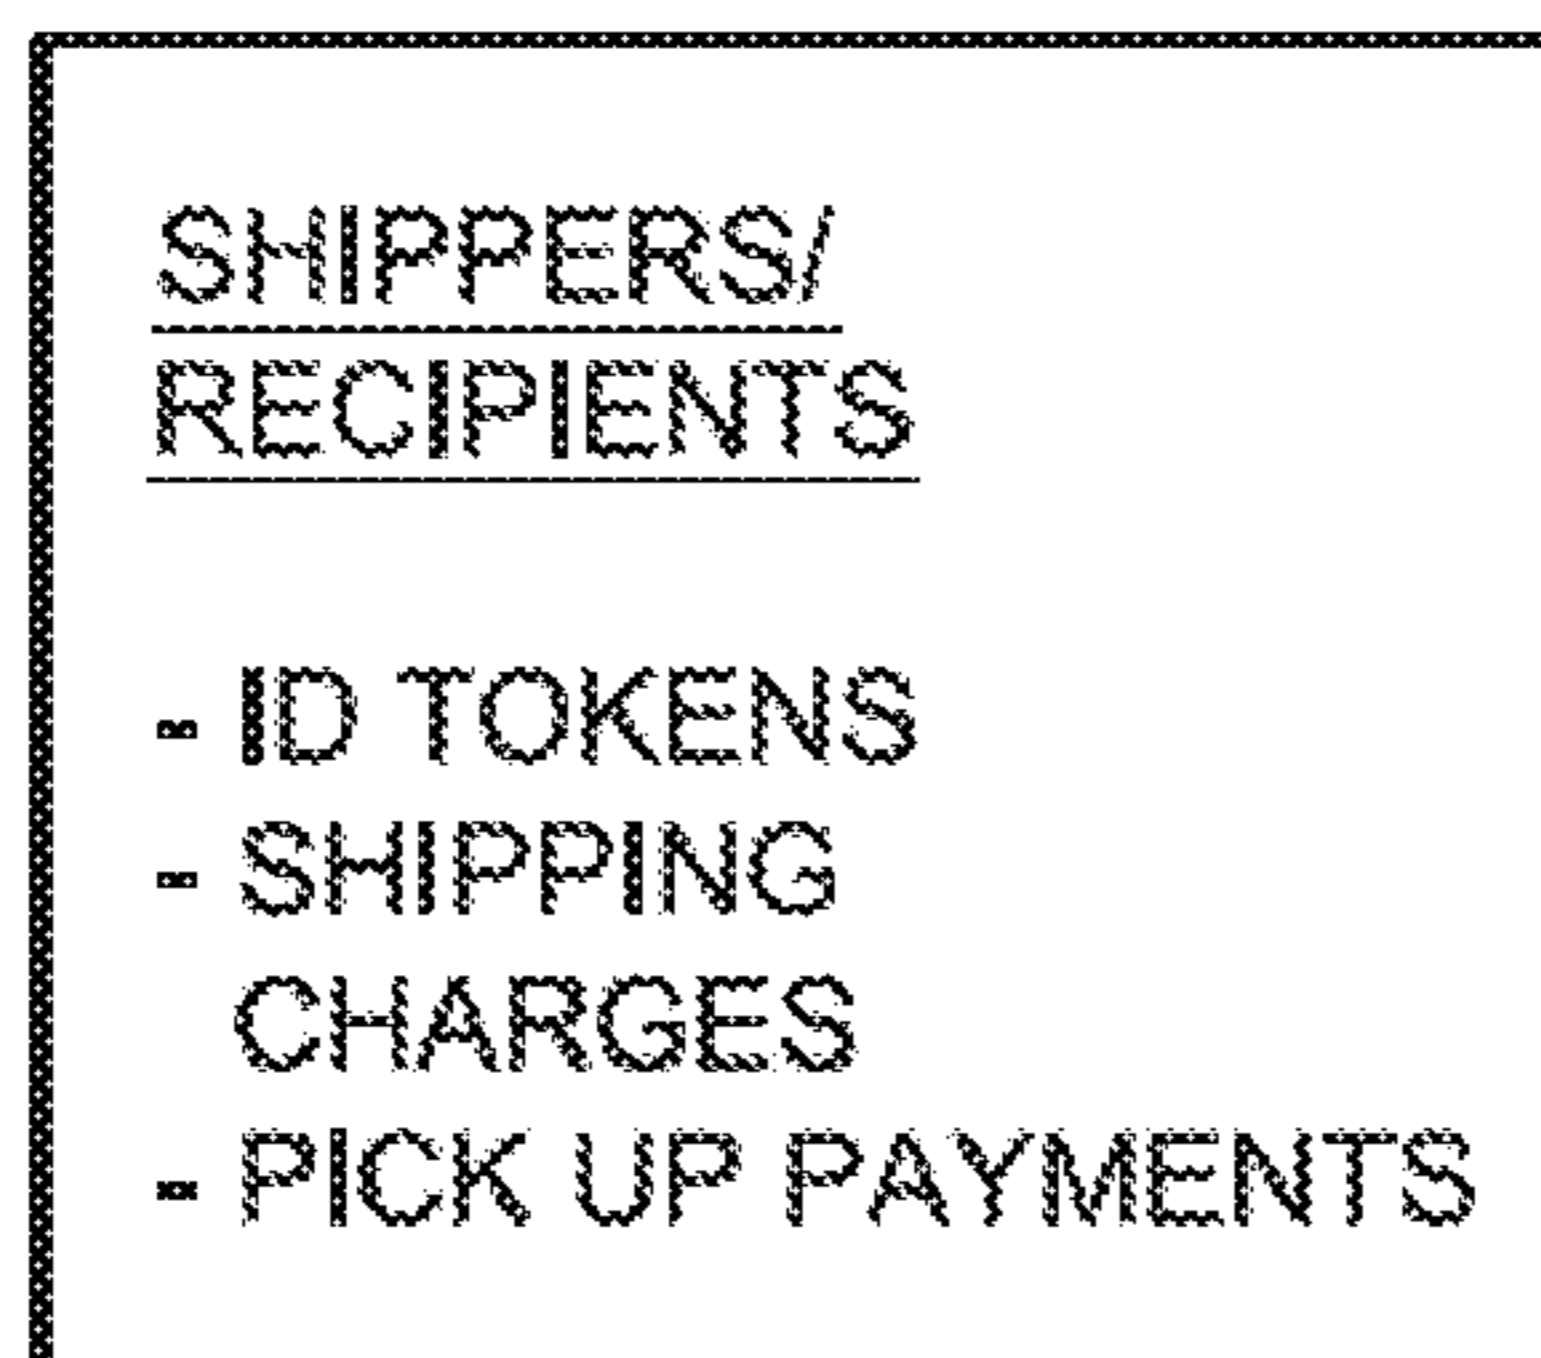 SHIPPERS/
RECIPIENTS
- ID TOKENS
- SHIPPING
CHARGES
- PICK UP PAYMENTS